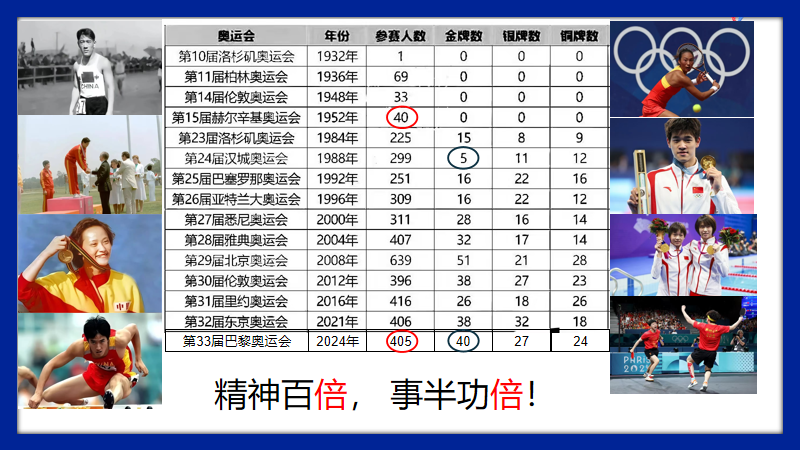 奥运会 年份 参赛人数 金牌数 银牌数 铜牌数
第10届洛杉矶奥运会 1932年 1 0 0 0
第11届柏林奥运会 1936年 69 0 0 0
第14届伦敦奥运会 1948年 33 0 0 0
第15届赫尔辛基奥运会 1952年 40 0 0 0
第23届洛杉矶奥运会 1984年 225 15 8 9
第24届汉城奥运会 1988年 299 5 11 12
第25届巴塞罗那奥运会 1992年 251 16 22 16
第26届亚特兰大奥运会 1996年 309 16 22 12
第27届悉尼奥运会 2000年 311 28 16 14
第28届雅典奥运会 2004年 407 32 17 14
第29届北京奥运会 2008年 639 51 21 28
第30届伦敦奥运会 2012年 396 38 27 23
第31届里约奥运会 2016年 416 26 18 26
第32届东京奥运会 2021年 406 38 32 18
第33届巴黎奥运会 2024年 405 40 27 24
精神百倍， 事半功倍！
CHINA
中国
PARIS